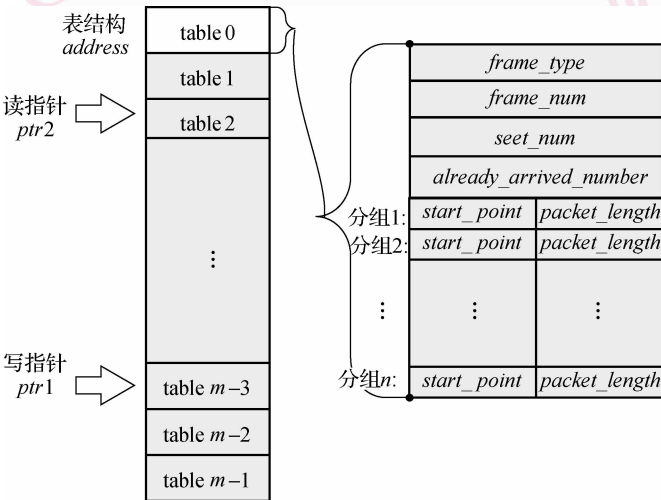 表结构
address
table 0
table 1
读指针
ptr2
table 2
⋮
写指针
ptr1
table m−3
table m−2
table m−1
frame_type
frame_num
seet_num
already_arrived_number
分组1: start_point packet_length
分组2: start_point packet_length
⋮ ⋮ ⋮
分组n: start_point packet_length